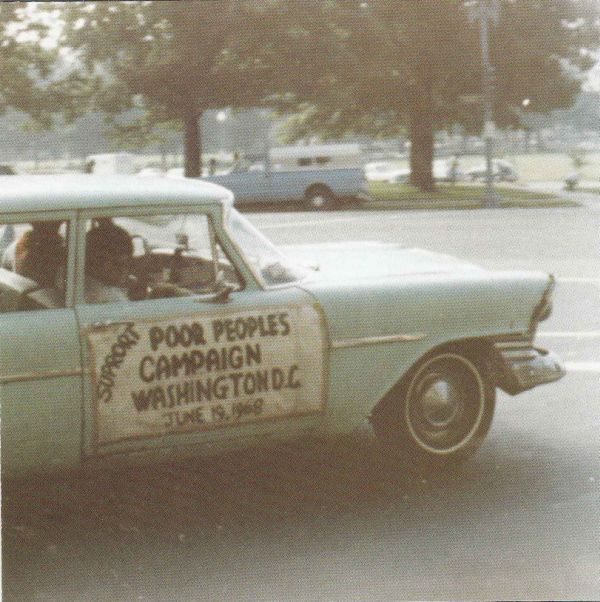 SUPPORT
POOR PEOPLES
CAMPAIGN
WASHINGTON D.C.
JUNE 19, 1968